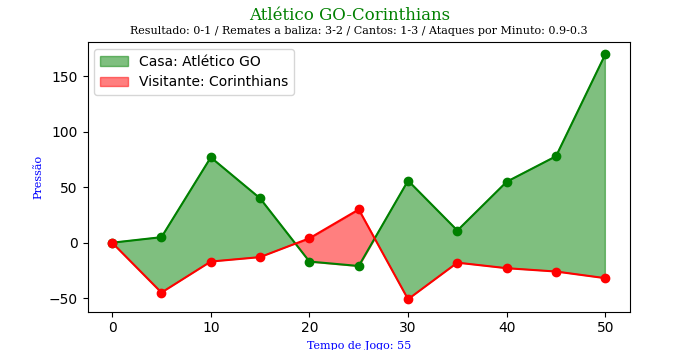 Atlético GO-Corinthians
Resultado: 0-1 / Remates a baliza: 3-2 / Cantos: 1-3 / Ataques por Minuto: 0.9-0.3
Casa: Atlético GO
Visitante: Corinthians
150
100
50
0
−50
Pressão
0 10 20 30 40 50
Tempo de Jogo: 55